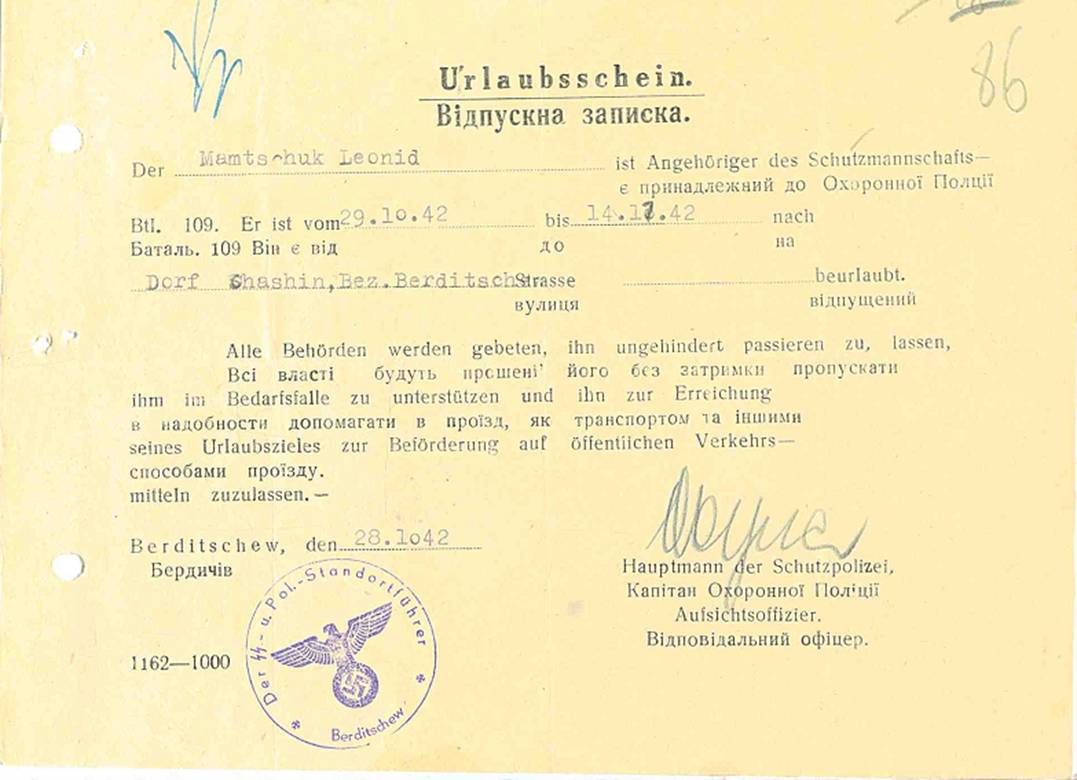 86
Urlaubsschein.
Відпускна записка.
Der Mamtschuk Leonid ist Angehöriger des Schutzmannschafts—
є принадлежний до Охоронної Полції
Btl. 109. Er ist vom 29.10.42 bis 14.11.42 nach
Баталь. 109 Він є від до на
Dorf Chashin, Bez. Berditsch Strasse beurlaubt.
вулиця відпущений
Alle Behörden werden gebeten, ihn ungehindert passieren zu, lassen,
Всі власті будуть прошені його без затримки пропускати
ihm im Bedarfsfalle zu unterstützen und ihn zur Erreichung
в надобности допомагати в проїзд, як транспортом та іншими
seines Urlaubszieles zur Beförderung auf öffentlichen Verkehrs—
способами проїзду.
mitteln zuzulassen.—
Berditschew, den 28.1o42
Бердичів
Hauptmann der Schutzpolizei,
Капітан Охоронної Поліції
Aufsichtsoffizier.
Відповідальний офіцер.
1162—1000
Der SS- u. Pol.-Standortführer
Berditschew